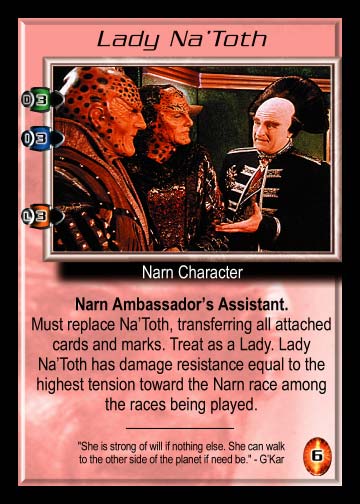 Lady Na'Toth
D 3
I 3
L 3
Narn Character
Narn Ambassador's Assistant.
Must replace Na'Toth, transferring all attached
cards and marks. Treat as a Lady. Lady
Na'Toth has damage resistance equal to the
highest tension toward the Narn race among
the races being played.
"She is strong of will if nothing else. She can walk
to the other side of the planet if need be." - G'Kar
6